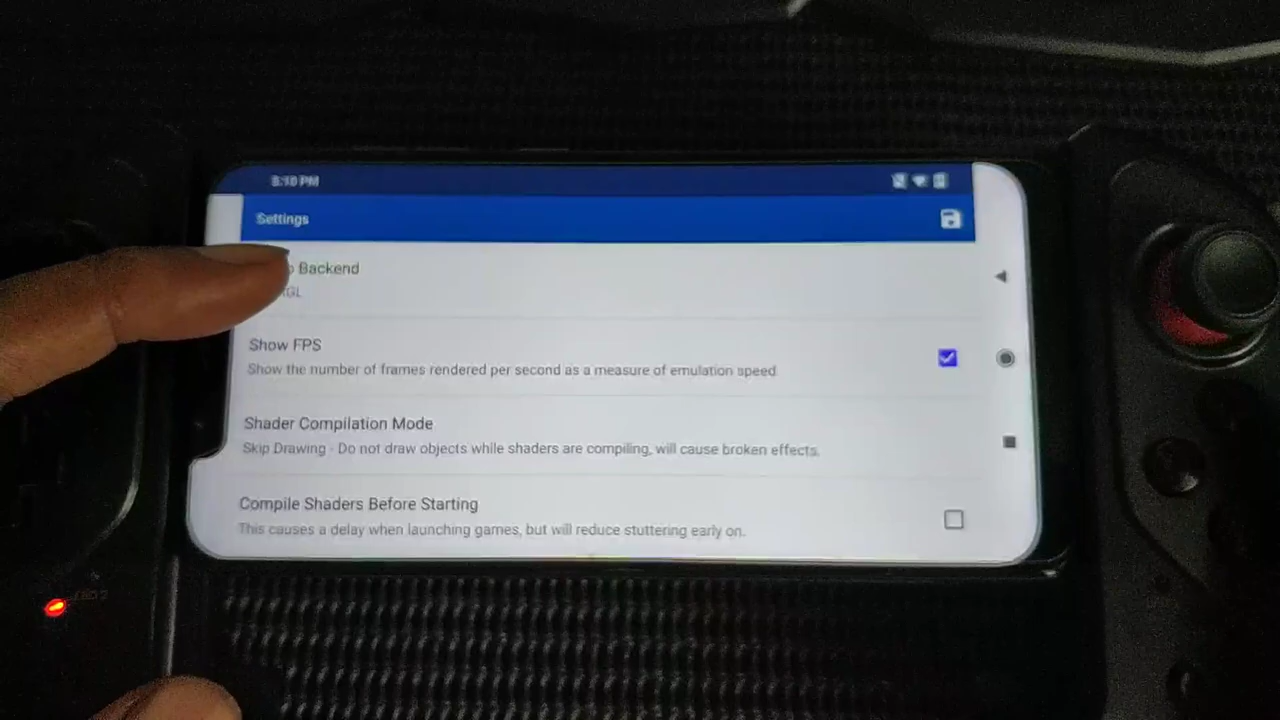 8:10 PM
Settings
Backend
Show FPS
Show the number of frames rendered per second as a measure of emulation speed
Shader Compilation Mode
Skip Drawing - Do not draw objects while shaders are compiling, will cause broken effects.
Compile Shaders Before Starting
This causes a delay when launching games, but will reduce stuttering early on.